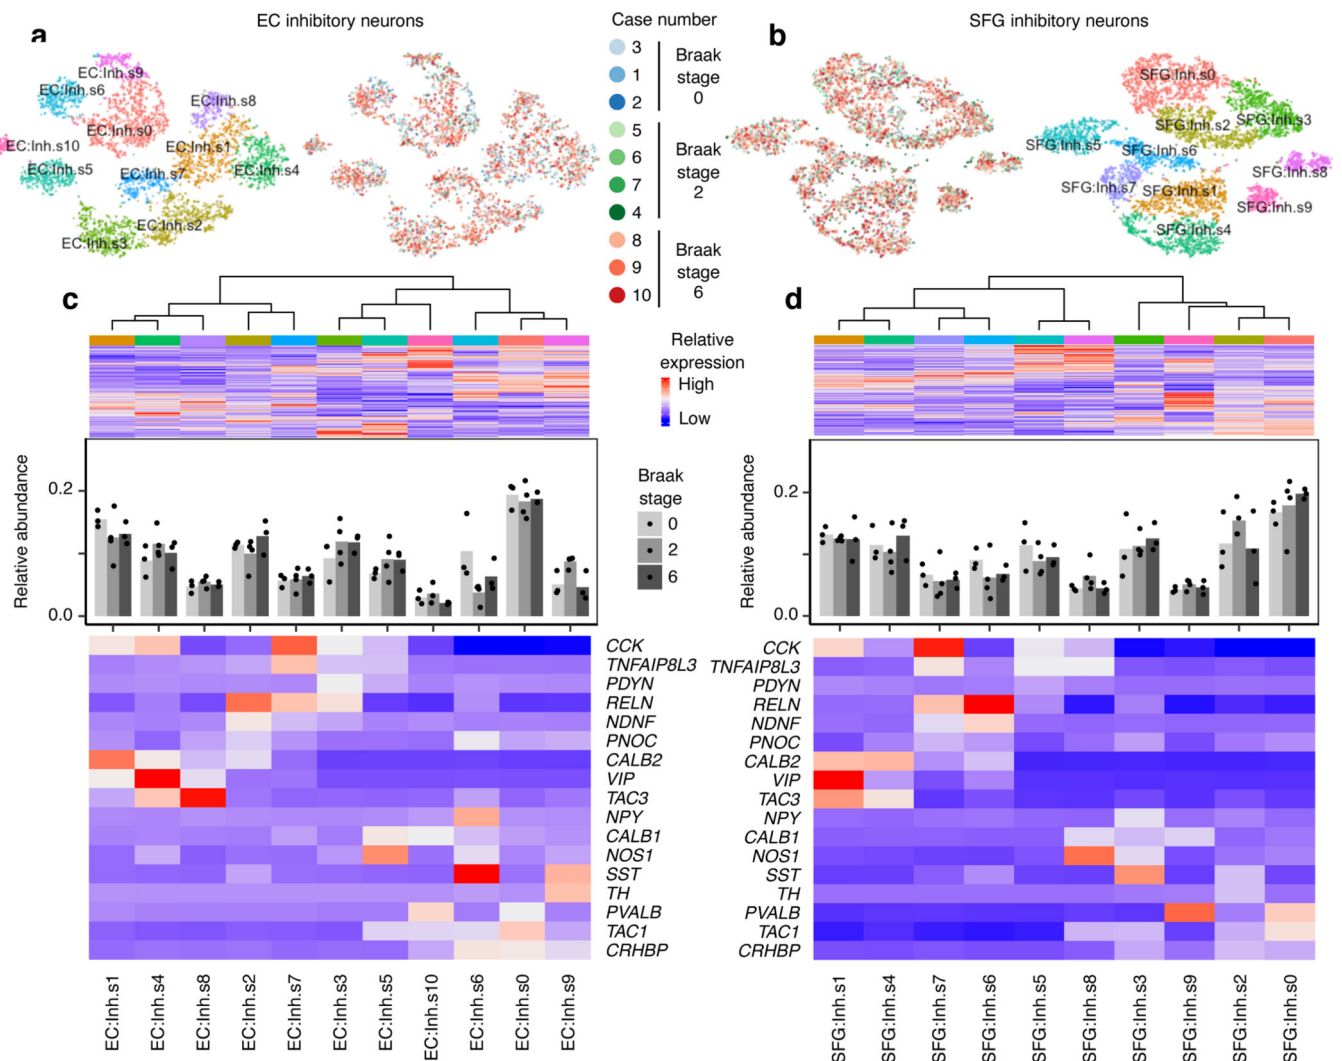 a
EC inhibitory neurons
EC:Inh.s9
EC:Inh.s6
EC:Inh.s8
EC:Inh.s0
EC:Inh.s10
EC:Inh.s1
EC:Inh.s5
EC:Inh.s7
EC:Inh.s4
EC:Inh.s2
EC:Inh.s3
Case number
3
1
2
Braak
stage
0
5
6
7
4
Braak
stage
2
8
9
10
Braak
stage
6
b
SFG inhibitory neurons
SFG:Inh.s0
SFG:Inh.s2
SFG:Inh.s3
SFG:Inh.s5
SFG:Inh.s6
SFG:Inh.s8
SFG:Inh.s7
SFG:Inh.s1
SFG:Inh.s9
SFG:Inh.s4
c
Relative
expression
High
Low
Relative abundance
0.2
0.0
Braak
stage
0
2
6
CCK
TNFAIP8L3
PDYN
RELN
NDNF
PNOC
CALB2
VIP
TAC3
NPY
CALB1
NOS1
SST
TH
PVALB
TAC1
CRHBP
EC:Inh.s1
EC:Inh.s4
EC:Inh.s8
EC:Inh.s2
EC:Inh.s7
EC:Inh.s3
EC:Inh.s5
EC:Inh.s10
EC:Inh.s6
EC:Inh.s0
EC:Inh.s9
d
Relative abundance
0.2
0.0
CCK
TNFAIP8L3
PDYN
RELN
NDNF
PNOC
CALB2
VIP
TAC3
NPY
CALB1
NOS1
SST
TH
PVALB
TAC1
CRHBP
SFG:Inh.s1
SFG:Inh.s4
SFG:Inh.s7
SFG:Inh.s6
SFG:Inh.s5
SFG:Inh.s8
SFG:Inh.s3
SFG:Inh.s9
SFG:Inh.s2
SFG:Inh.s0